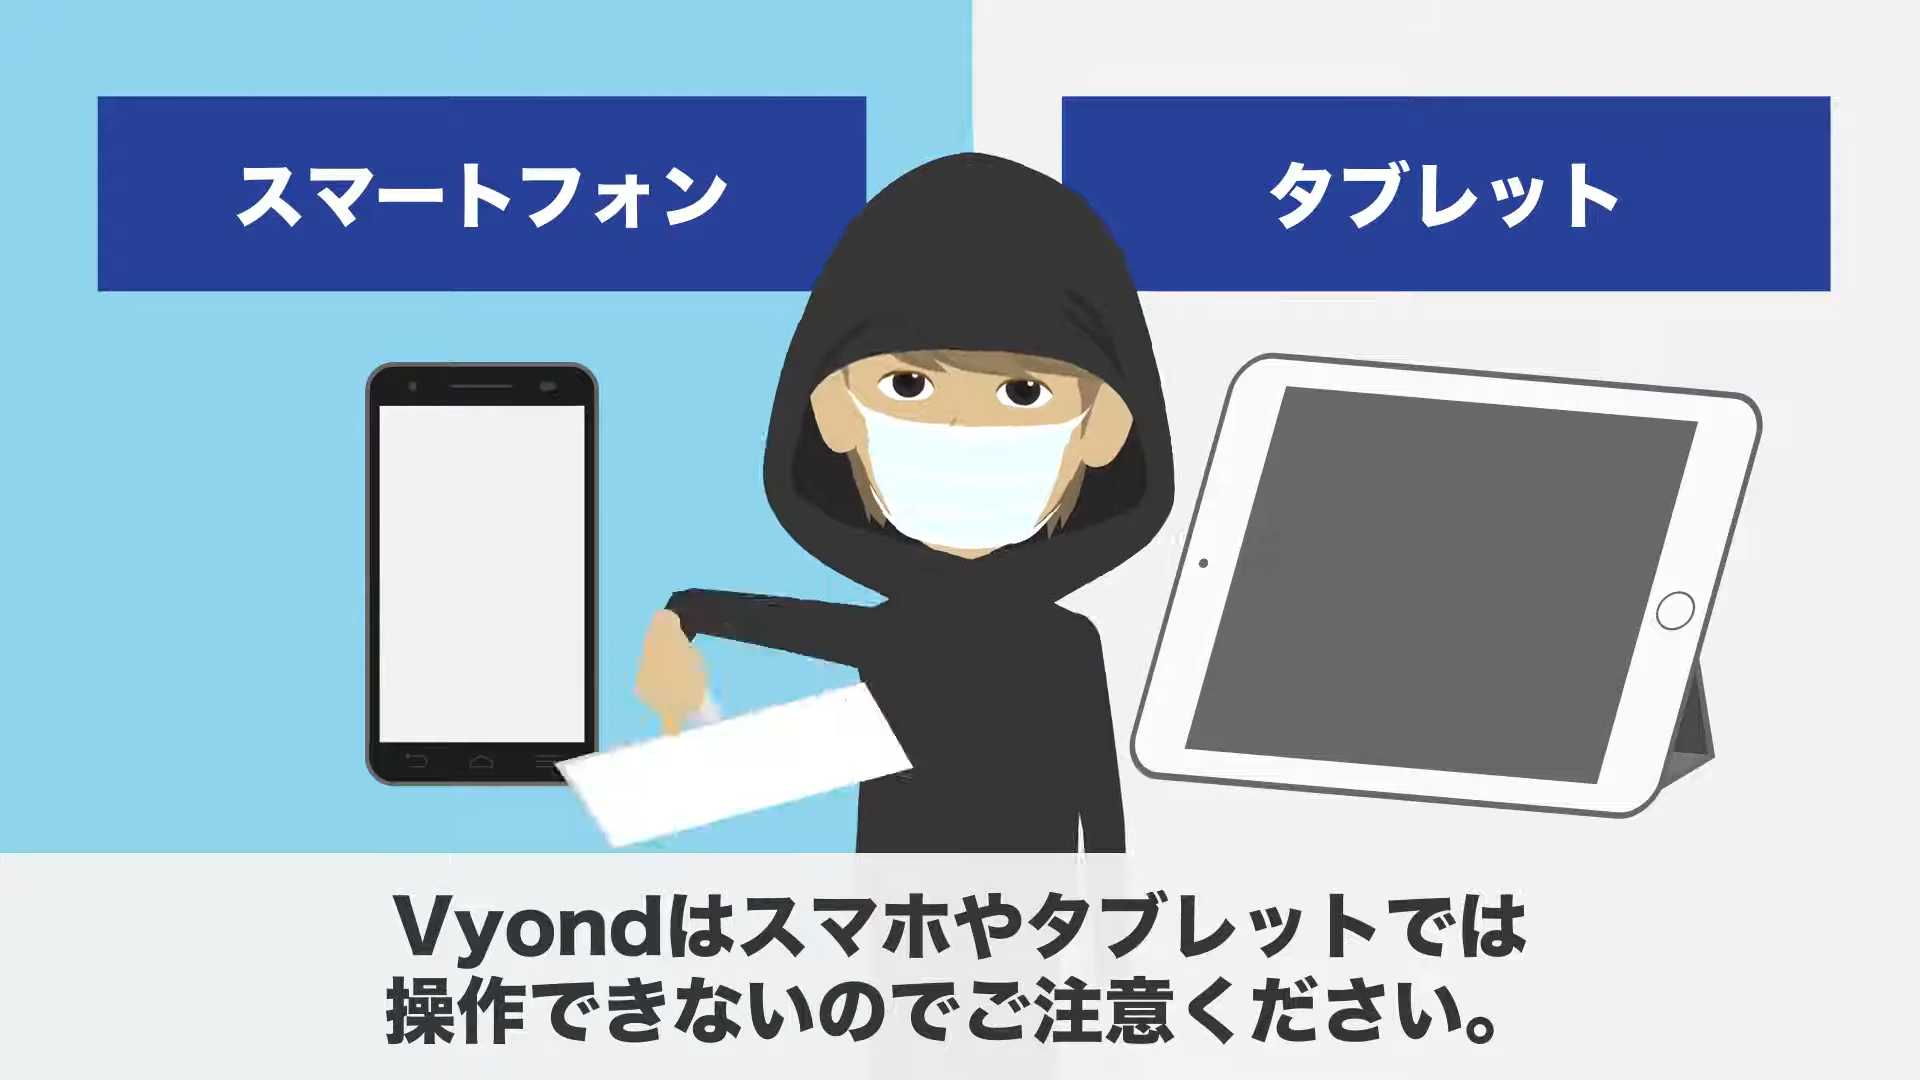 スマートフォン
タブレット
Vyondはスマホやタブレットでは
操作できないのでご注意ください。